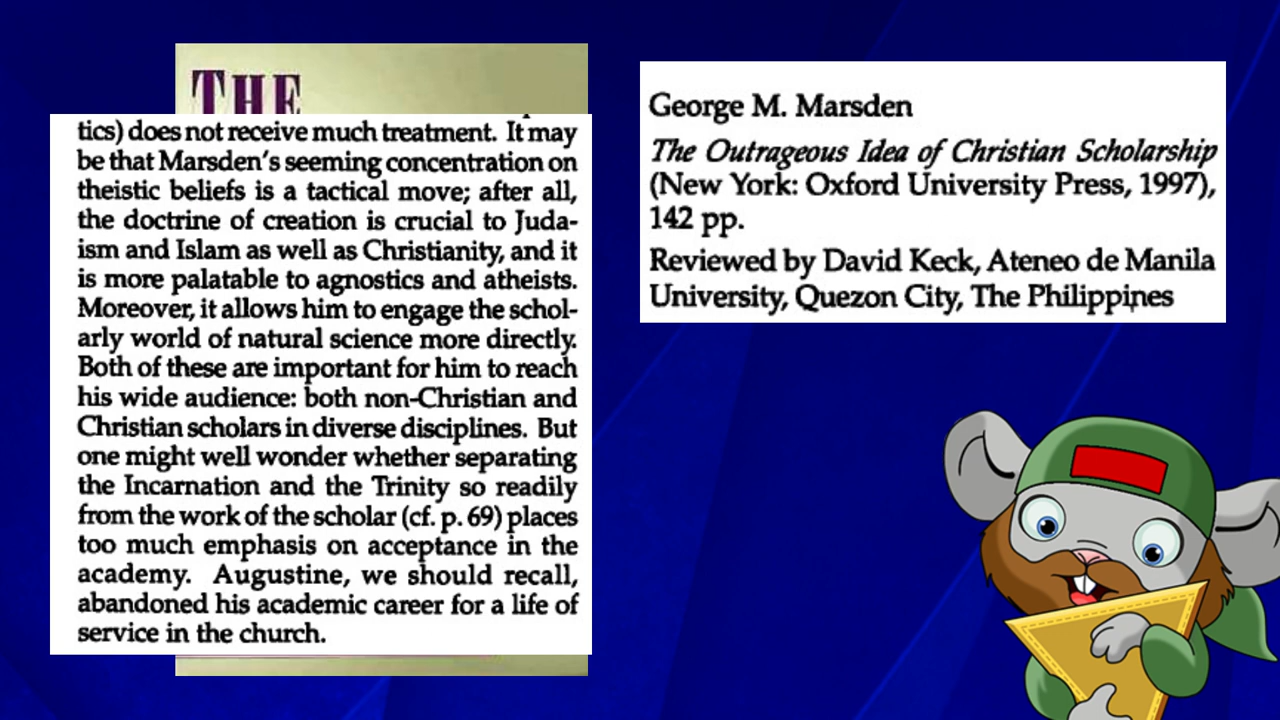 THE
tics) does not receive much treatment. It may
be that Marsden's seeming concentration on
theistic beliefs is a tactical move; after all,
the doctrine of creation is crucial to Juda-
ism and Islam as well as Christianity, and it
is more palatable to agnostics and atheists.
Moreover, it allows him to engage the schol-
arly world of natural science more directly.
Both of these are important for him to reach
his wide audience: both non-Christian and
Christian scholars in diverse disciplines. But
one might well wonder whether separating
the Incarnation and the Trinity so readily
from the work of the scholar (cf. p. 69) places
too much emphasis on acceptance in the
academy. Augustine, we should recall,
abandoned his academic career for a life of
service in the church.
George M. Marsden
The Outrageous Idea of Christian Scholarship
(New York: Oxford University Press, 1997),
142 pp.
Reviewed by David Keck, Ateneo de Manila
University, Quezon City, The Philippines